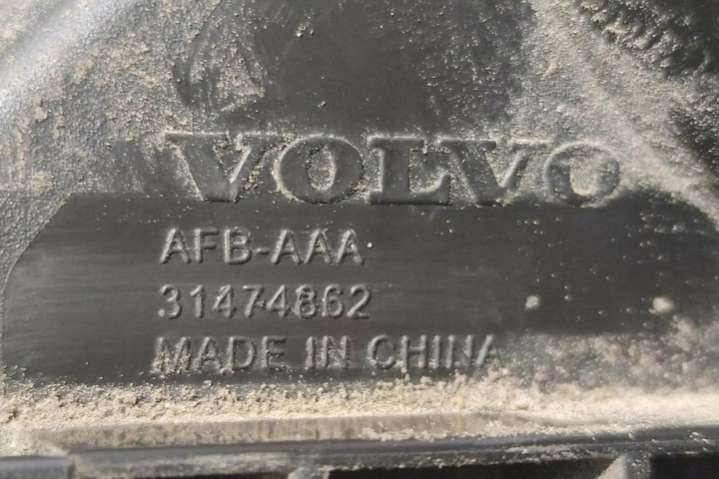 VOLVO
AFB-AAA
31474862
MADE IN CHINA